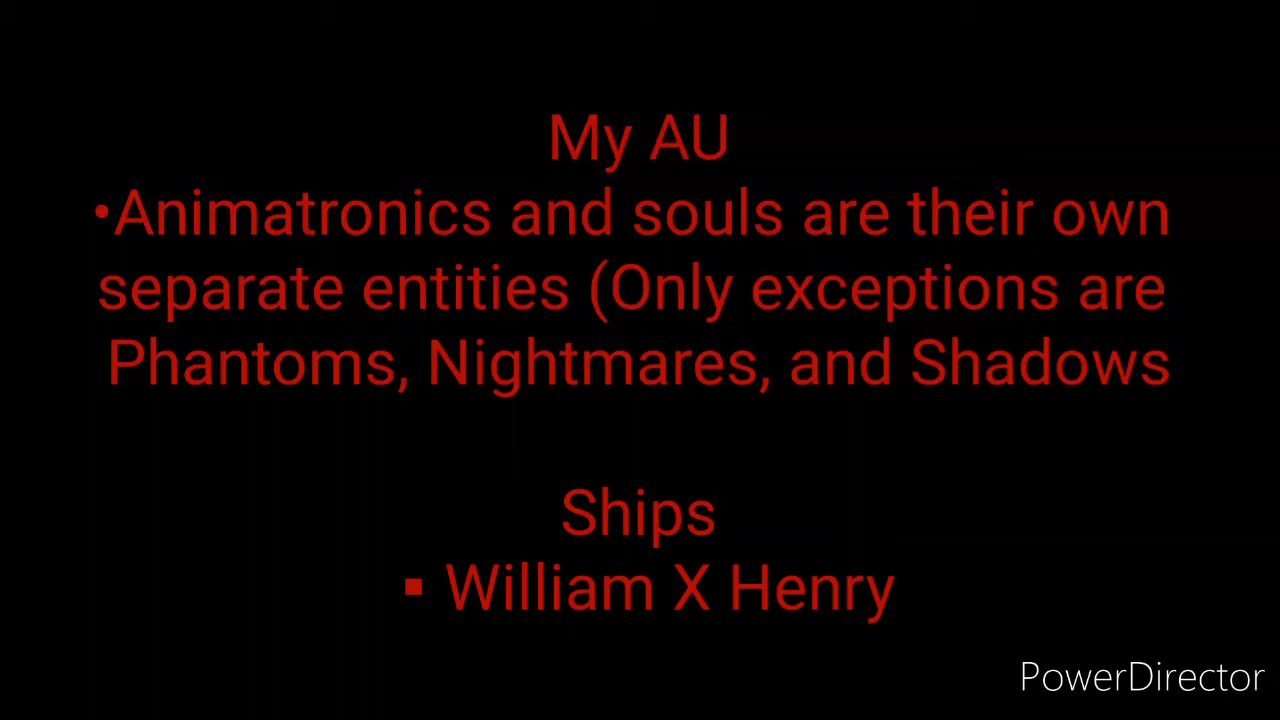 My AU
•Animatronics and souls are their own
separate entities (Only exceptions are
Phantoms, Nightmares, and Shadows
Ships
▪ William X Henry
PowerDirector